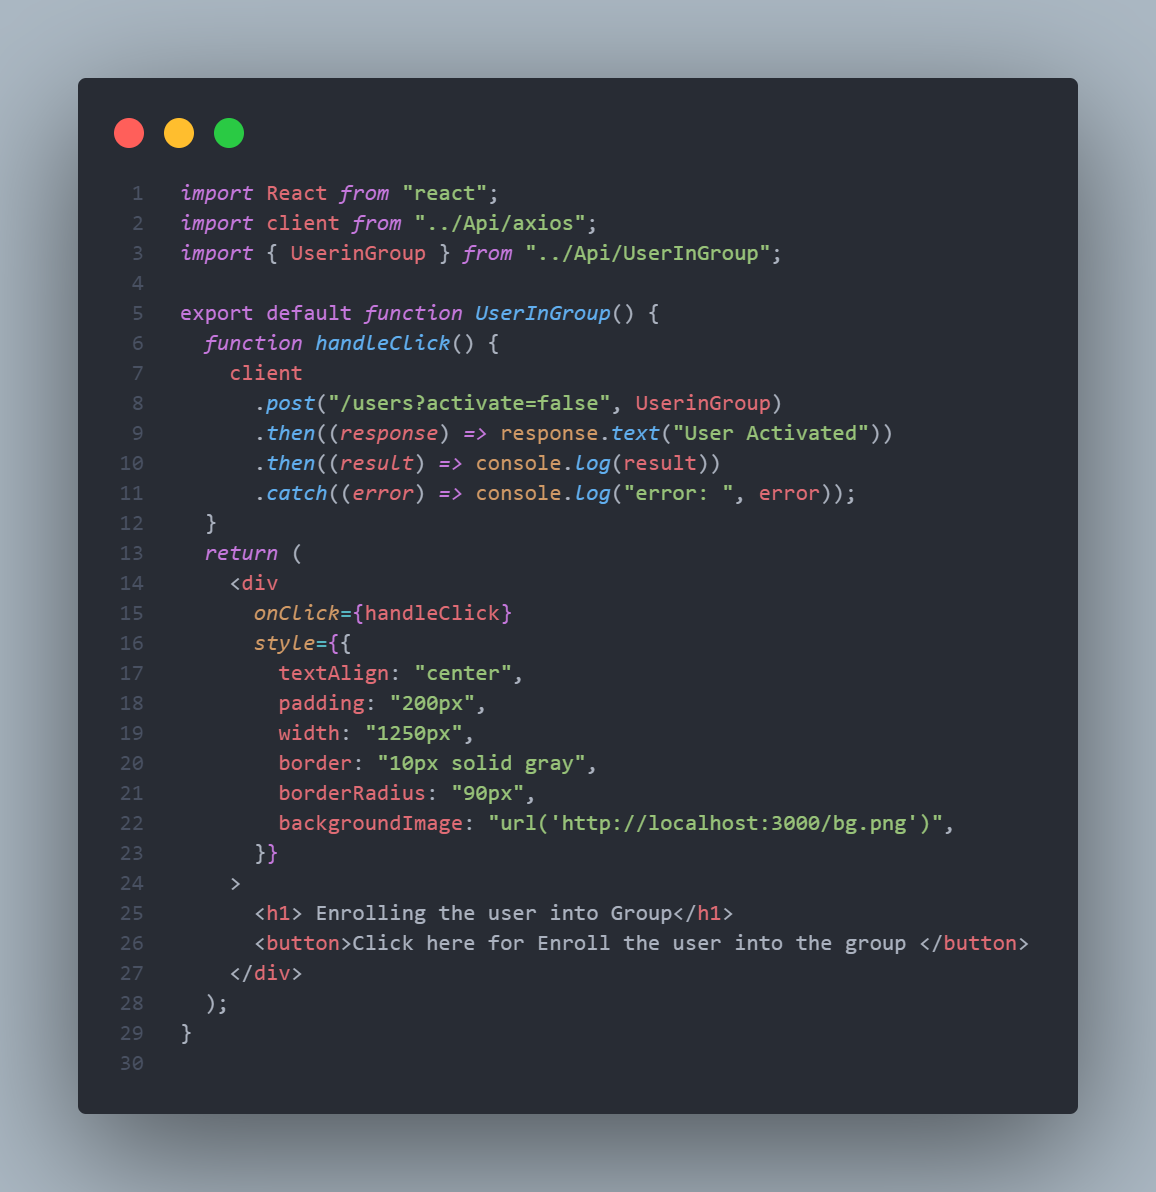 1 import React from "react";
2 import client from "../Api/axios";
3 import { UserinGroup } from "../Api/UserInGroup";
4
5 export default function UserInGroup() {
6   function handleClick() {
7     client
8       .post("/users?activate=false", UserinGroup)
9       .then((response) => response.text("User Activated"))
10       .then((result) => console.log(result))
11       .catch((error) => console.log("error: ", error));
12   }
13   return (
14     <div
15       onClick={handleClick}
16       style={{
17         textAlign: "center",
18         padding: "200px",
19         width: "1250px",
20         border: "10px solid gray",
21         borderRadius: "90px",
22         backgroundImage: "url('http://localhost:3000/bg.png')",
23       }}
24     >
25       <h1> Enrolling the user into Group</h1>
26       <button>Click here for Enroll the user into the group </button>
27     </div>
28   );
29 }
30